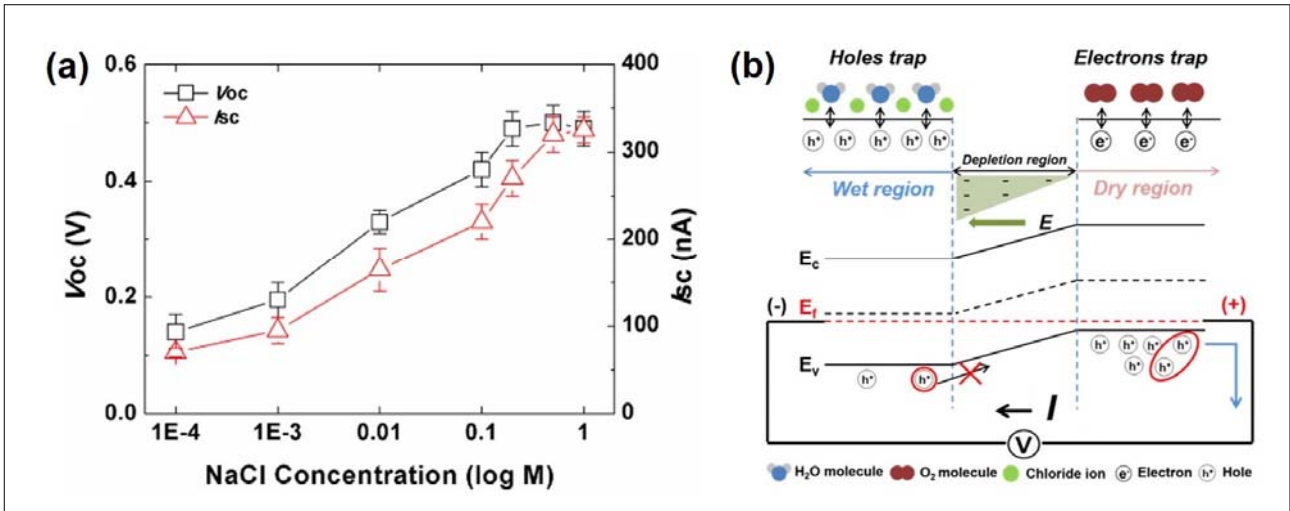 (a)
0.6
0.4
0.2
0.0
Voc (V)
Voc
Isc
400
300
200
100
0
Isc (nA)
1E-4 1E-3 0.01 0.1 1
NaCl Concentration (log M)
(b)
Holes trap Electrons trap
h⁺ h⁺ h⁺ h⁺ h⁺ e⁻ e⁻ e⁻
Depletion region
Wet region Dry region
- - -
- -
-
E
Ec
(-) Ef (+)
h⁺ h⁺ h⁺ h⁺
Ev h⁺ h⁺ h⁺ h⁺
I
V
H₂O molecule O₂ molecule Chloride ion e⁻ Electron h⁺ Hole